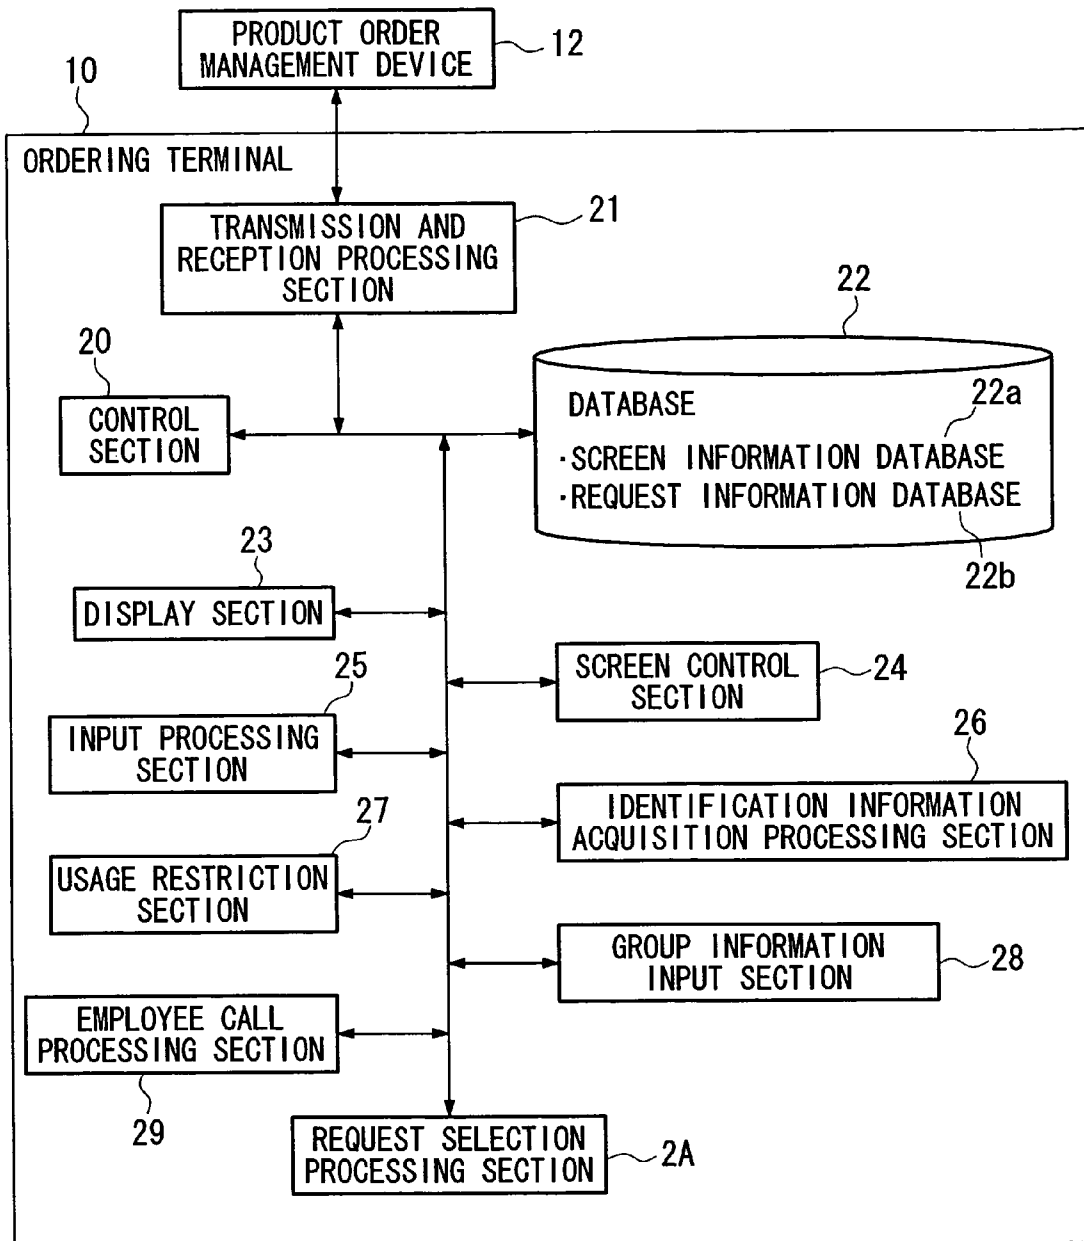 PRODUCT ORDER
MANAGEMENT DEVICE
12
10
ORDERING TERMINAL
TRANSMISSION AND
RECEPTION PROCESSING
SECTION
21
22
20
CONTROL
SECTION
DATABASE
22a
·SCREEN INFORMATION DATABASE
·REQUEST INFORMATION DATABASE
22b
23
DISPLAY SECTION
SCREEN CONTROL
SECTION
24
25
INPUT PROCESSING
SECTION
26
IDENTIFICATION INFORMATION
ACQUISITION PROCESSING SECTION
27
USAGE RESTRICTION
SECTION
GROUP INFORMATION
INPUT SECTION
28
EMPLOYEE CALL
PROCESSING SECTION
29
REQUEST SELECTION
PROCESSING SECTION
2A